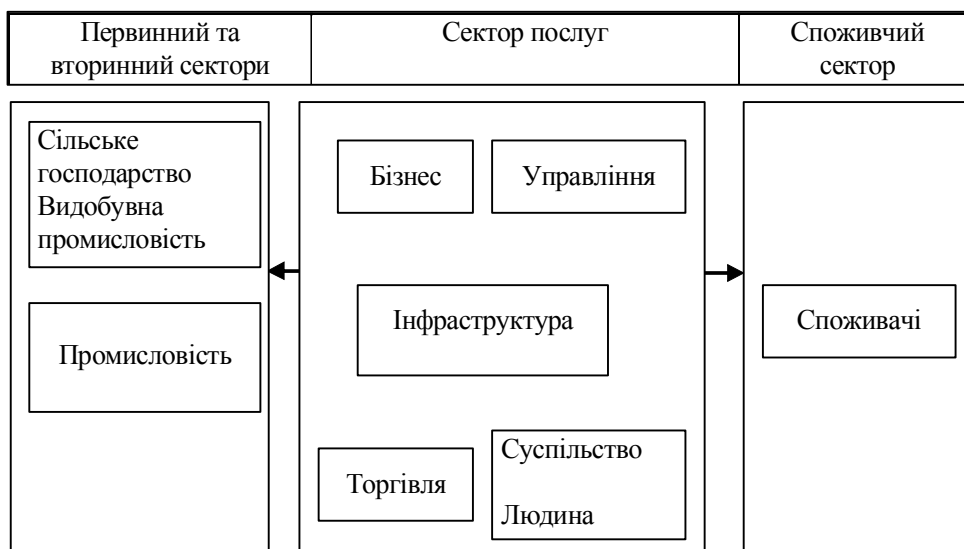 Первинний та
вторинний сектори
Сектор послуг
Споживчий
сектор
Сільське
господарство
Видобувна
промисловість
Промисловість
Бізнес
Управління
Інфраструктура
Торгівля
Суспільство
Людина
Споживачі